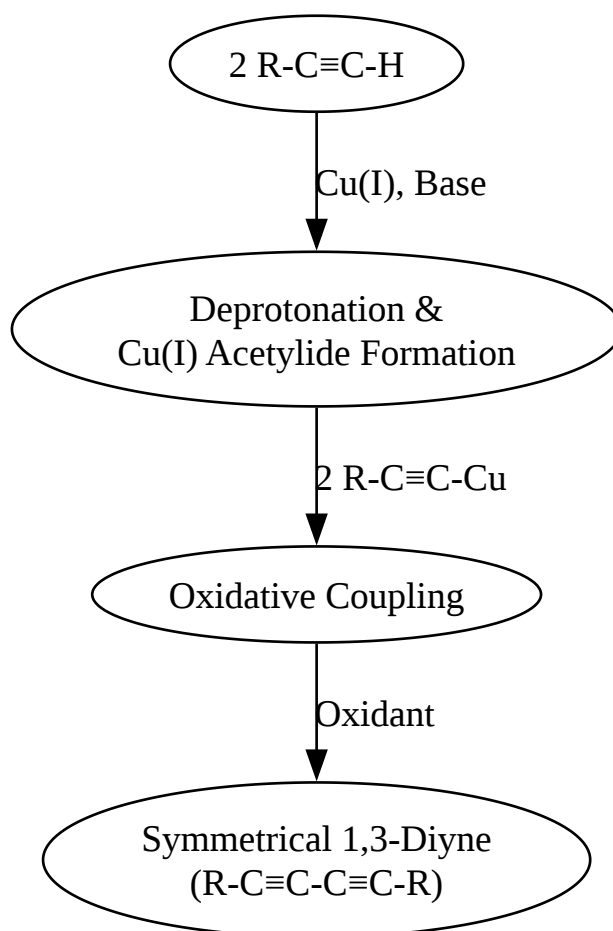 2 R-C≡C-H
Cu(I), Base
Deprotonation &
Cu(I) Acetylide Formation
2 R-C≡C-Cu
Oxidative Coupling
Oxidant
Symmetrical 1,3-Diyne
(R-C≡C-C≡C-R)